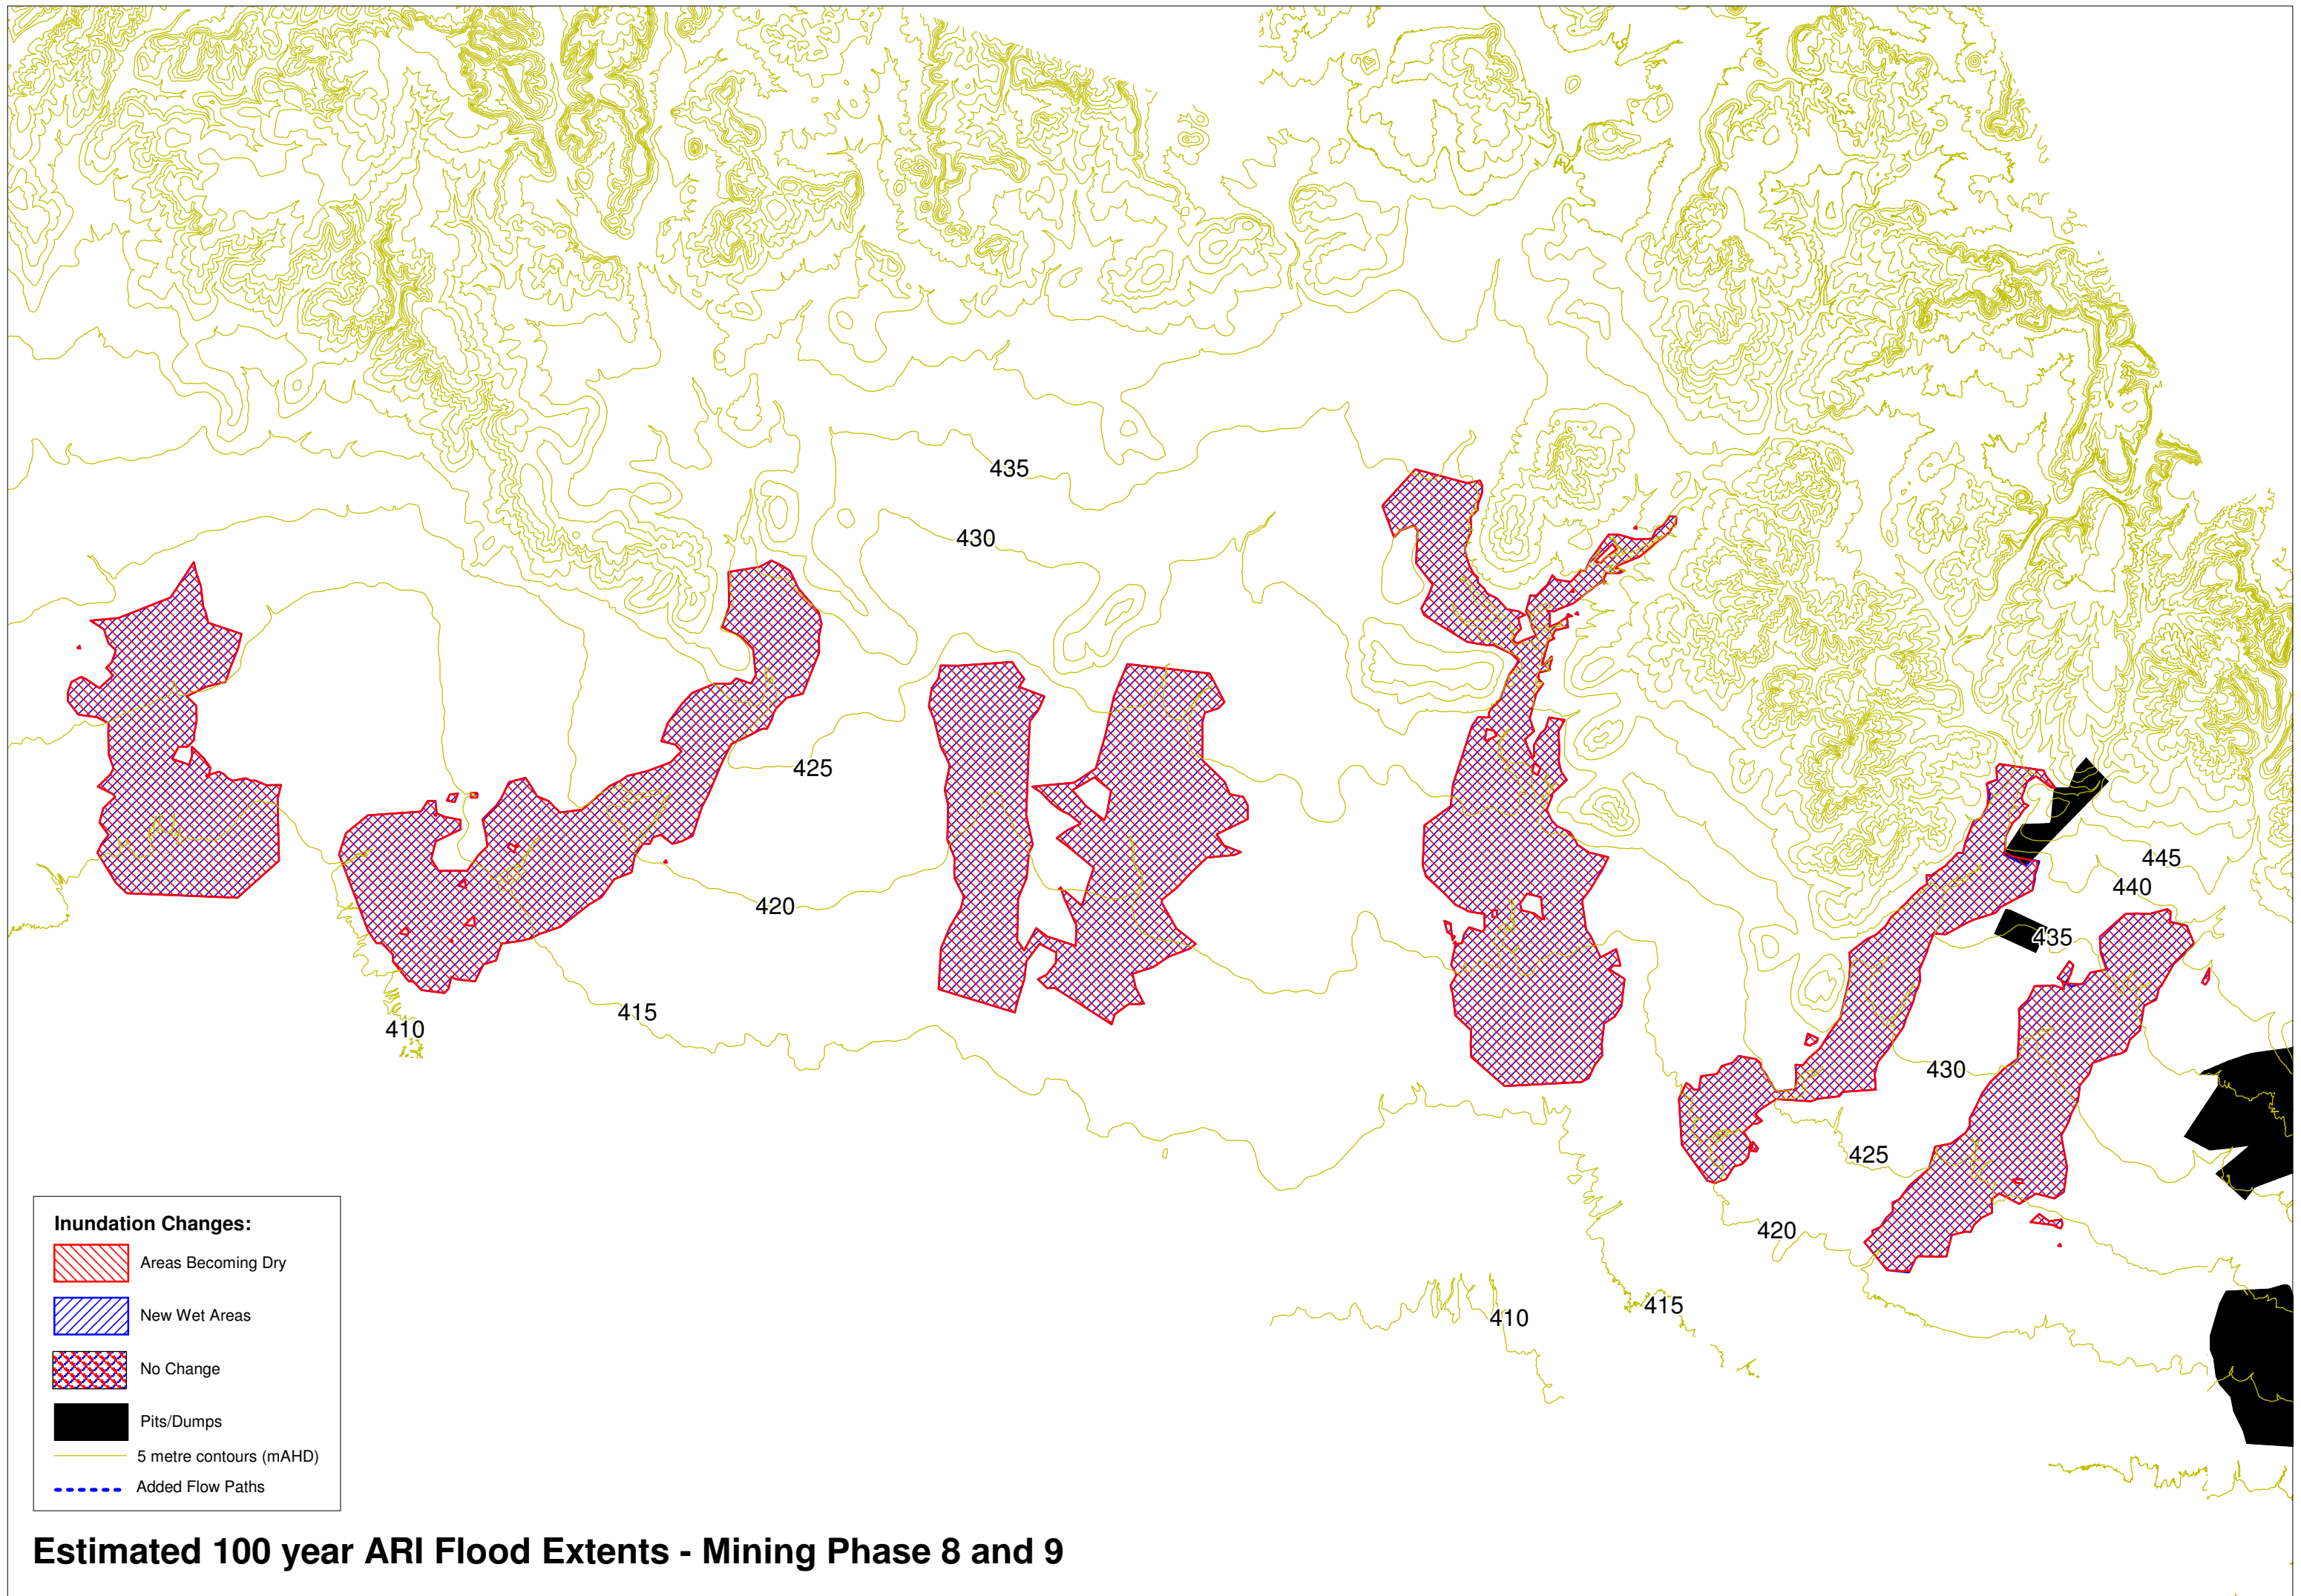 435
430
425
445
440
420
435
415
410
430
425
420
415
410
Inundation Changes:
Areas Becoming Dry
New Wet Areas
No Change
Pits/Dumps
5 metre contours (mAHD)
Added Flow Paths
Estimated 100 year ARI Flood Extents - Mining Phase 8 and 9